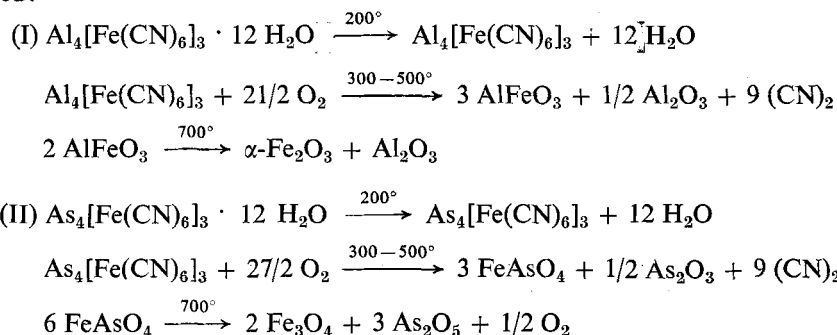 (I) Al₄[Fe(CN)₆]₃ · 12 H₂O —200°→ Al₄[Fe(CN)₆]₃ + 12 H₂O
Al₄[Fe(CN)₆]₃ + 21/2 O₂ —300–500°→ 3 AlFeO₃ + 1/2 Al₂O₃ + 9 (CN)₂
2 AlFeO₃ —700°→ α-Fe₂O₃ + Al₂O₃
(II) As₄[Fe(CN)₆]₃ · 12 H₂O —200°→ As₄[Fe(CN)₆]₃ + 12 H₂O
As₄[Fe(CN)₆]₃ + 27/2 O₂ —300–500°→ 3 FeAsO₄ + 1/2 As₂O₃ + 9 (CN)₂
6 FeAsO₄ —700°→ 2 Fe₃O₄ + 3 As₂O₅ + 1/2 O₂